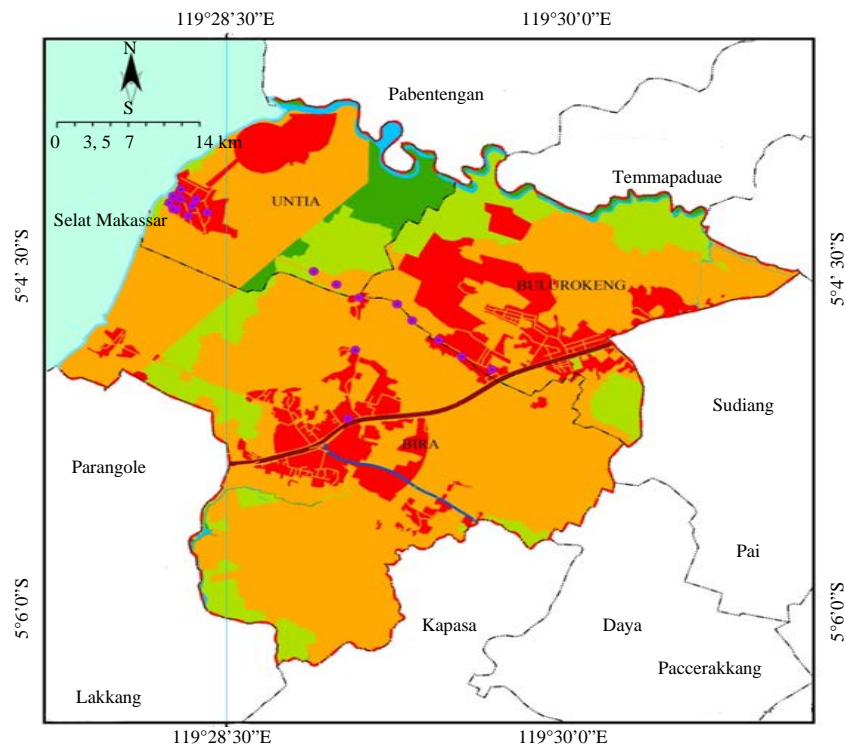 119°28’30”E
119°30’0”E
N
S
0 3, 5 7 14 km
Pabentengan
Temmapaduae
UNTIA
Selat Makassar
5°4’ 30”S
5°4’ 30”S
BULUROKENG
Sudiang
BIRA
Parangole
Pai
5°6’0”S
5°6’0”S
Kapasa
Daya
Paccerakkang
Lakkang
119°28’30”E
119°30’0”E